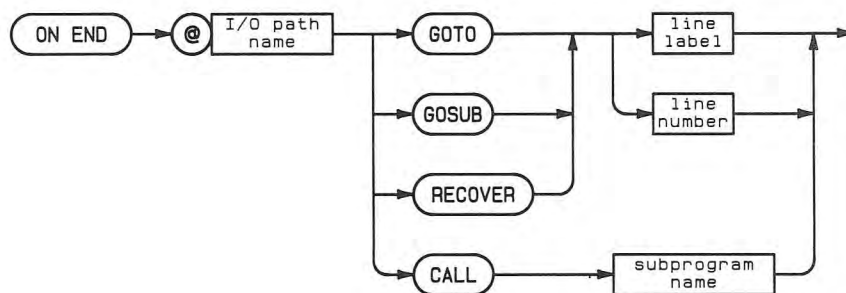 ON END
@
I/O path
name
GOTO
line
label
GOSUB
line
number
RECOVER
CALL
subprogram
name